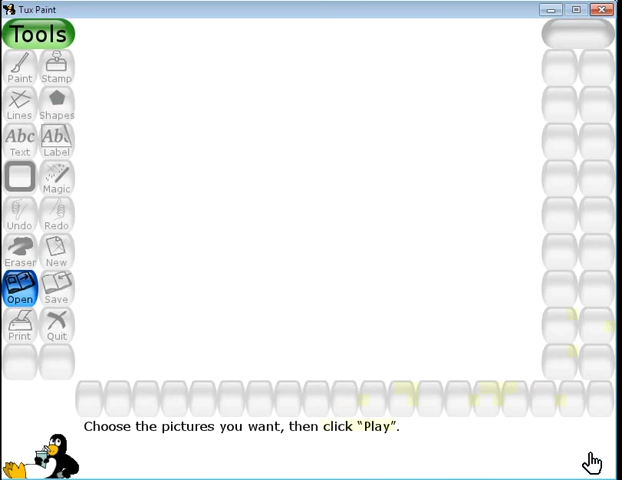 Tux Paint
Tools
Paint Stamp
Lines Shapes
Abc Abc
Text Label
Magic
Undo Redo
Eraser New
Open Save
Print Quit
Choose the pictures you want, then click “Play”.